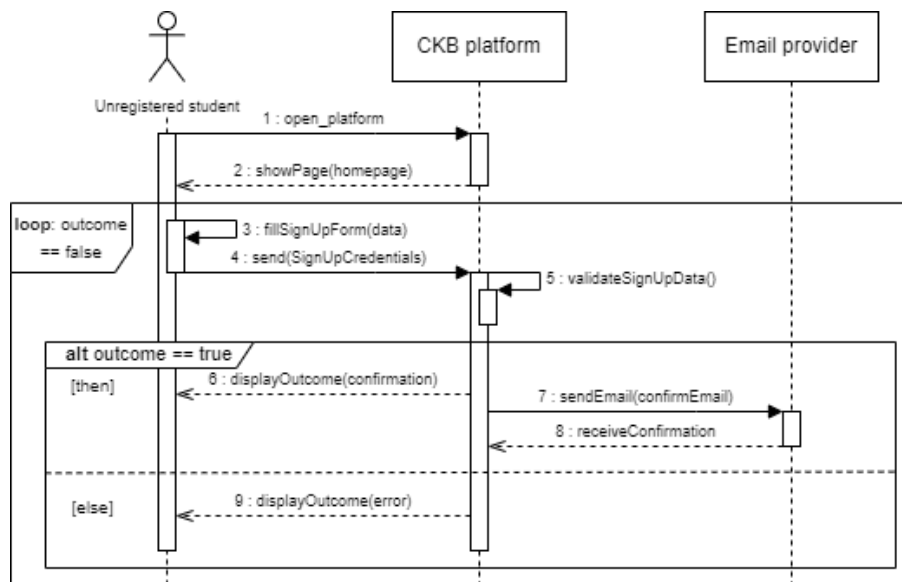 CKB platform
Email provider
Unregistered student
1 : open_platform
2 : showPage(homepage)
loop: outcome
== false
3 : fillSignUpForm(data)
4 : send(SignUpCredentials)
5 : validateSignUpData()
alt outcome == true
[then]
6 : displayOutcome(confirmation)
7 : sendEmail(confirmEmail)
8 : receiveConfirmation
[else]
9 : displayOutcome(error)